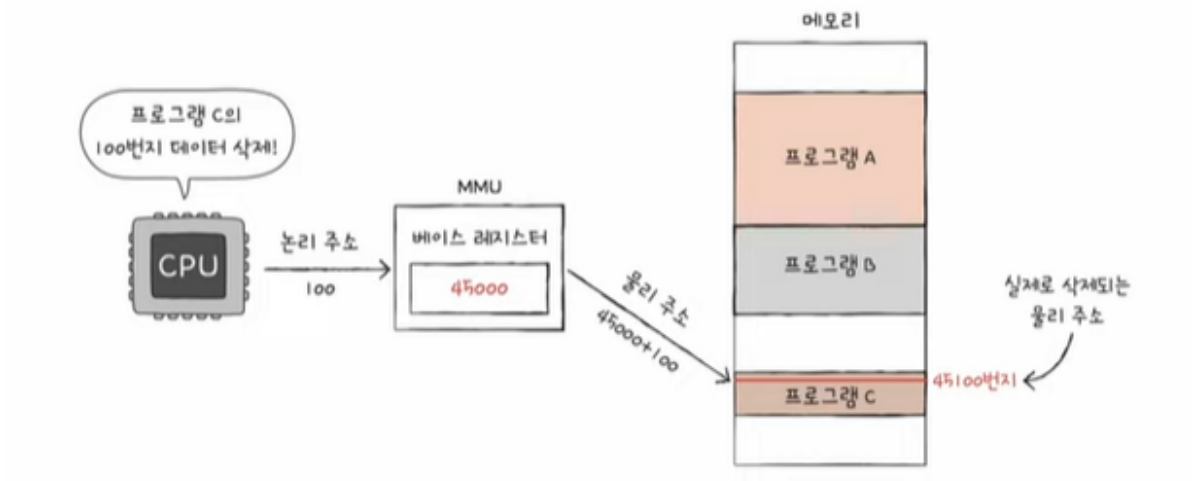 메모리
프로그램 C의
100번지 데이터 삭제!
MMU
베이스 레지스터
45000
CPU
논리 주소
100
물리 주소
45000+100
프로그램 A
프로그램 B
프로그램 C
45100번지
실제로 삭제되는
물리 주소